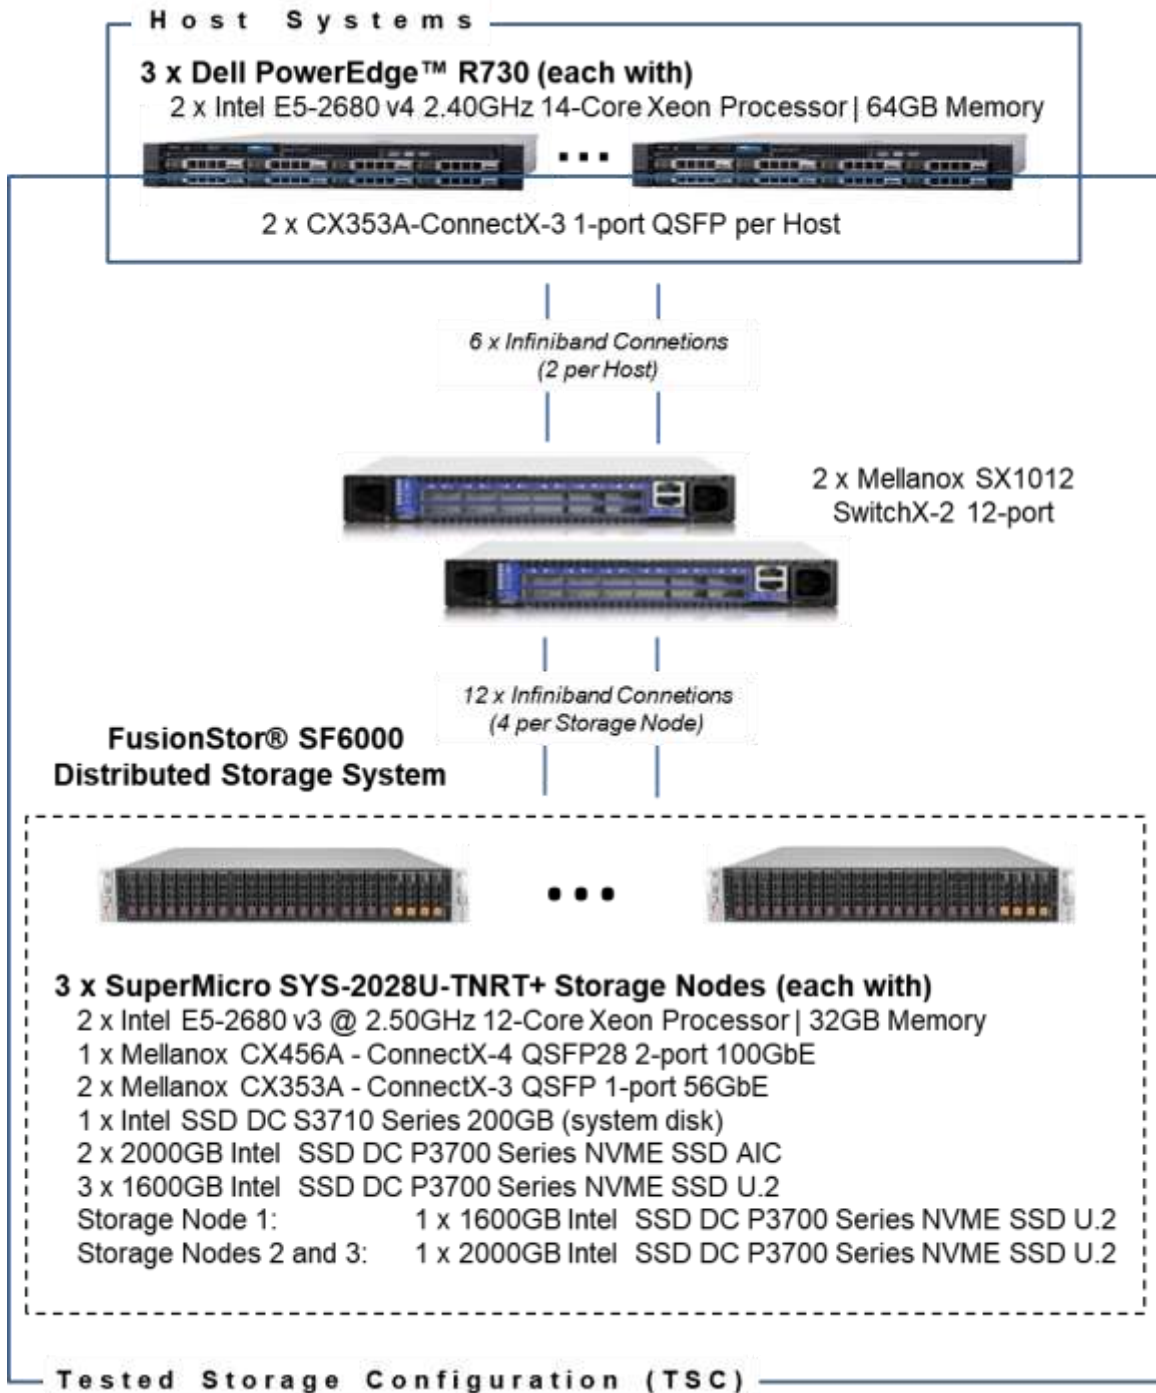 Host Systems
3 x Dell PowerEdge™ R730 (each with)
2 x Intel E5-2680 v4 2.40GHz 14-Core Xeon Processor | 64GB Memory
2 x CX353A-ConnectX-3 1-port QSFP per Host
6 x Infiniband Connetions
(2 per Host)
2 x Mellanox SX1012
SwitchX-2 12-port
12 x Infiniband Connetions
(4 per Storage Node)
FusionStor® SF6000
Distributed Storage System
3 x SuperMicro SYS-2028U-TNRT+ Storage Nodes (each with)
2 x Intel E5-2680 v3 @ 2.50GHz 12-Core Xeon Processor | 32GB Memory
1 x Mellanox CX456A - ConnectX-4 QSFP28 2-port 100GbE
2 x Mellanox CX353A - ConnectX-3 QSFP 1-port 56GbE
1 x Intel SSD DC S3710 Series 200GB (system disk)
2 x 2000GB Intel SSD DC P3700 Series NVME SSD AIC
3 x 1600GB Intel SSD DC P3700 Series NVME SSD U.2
Storage Node 1: 1 x 1600GB Intel SSD DC P3700 Series NVME SSD U.2
Storage Nodes 2 and 3: 1 x 2000GB Intel SSD DC P3700 Series NVME SSD U.2
Tested Storage Configuration (TSC)